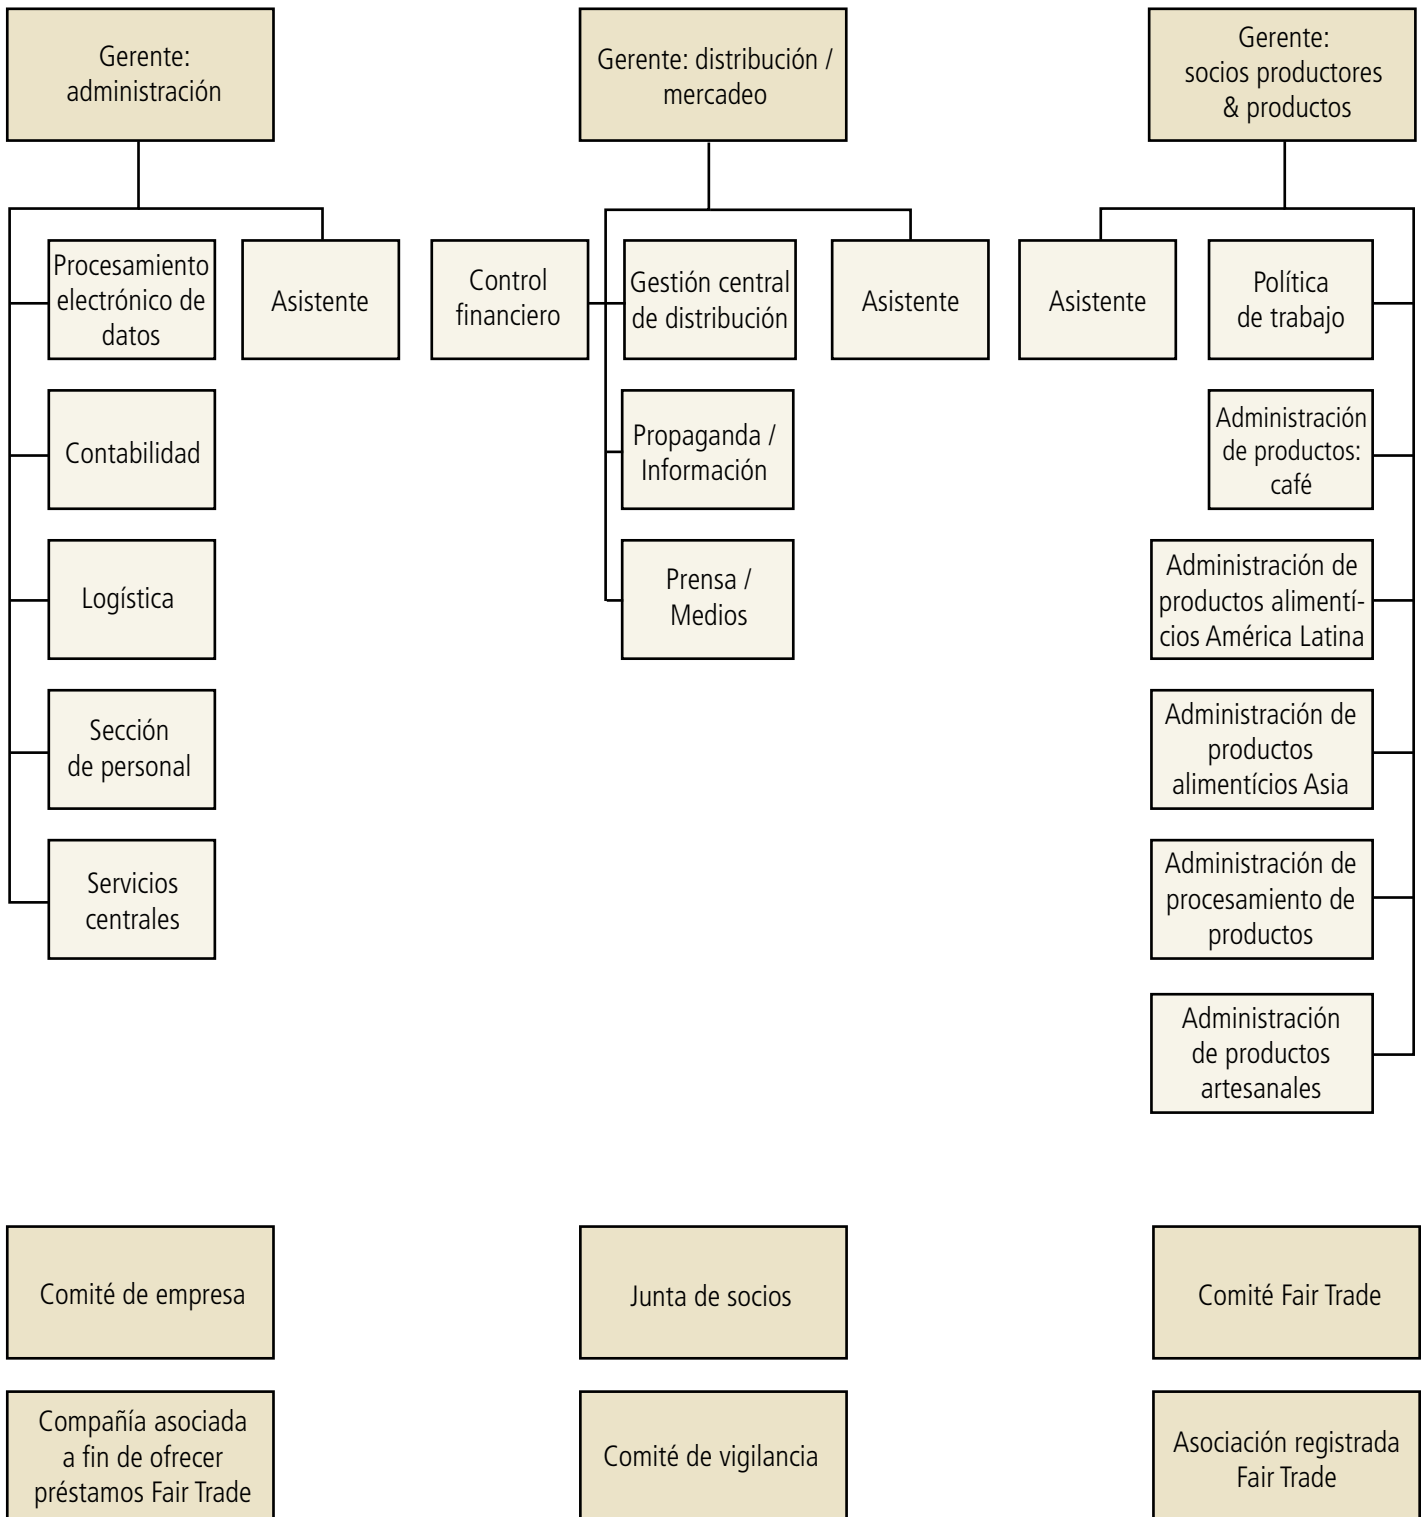 Gerente:
administración
Gerente: distribución /
mercadeo
Gerente:
socios productores
& productos
Procesamiento
electrónico de
datos
Asistente
Control
financiero
Gestión central
de distribución
Asistente
Asistente
Política
de trabajo
Contabilidad
Propaganda /
Información
Administración
de productos:
café
Logística
Prensa /
Medios
Administración de
productos alimentí-
cios América Latina
Sección
de personal
Administración de
productos
alimentícios Asia
Servicios
centrales
Administración de
procesamiento de
productos
Administración
de productos
artesanales
Comité de empresa
Junta de socios
Comité Fair Trade
Compañía asociada
a fin de ofrecer
préstamos Fair Trade
Comité de vigilancia
Asociación registrada
Fair Trade